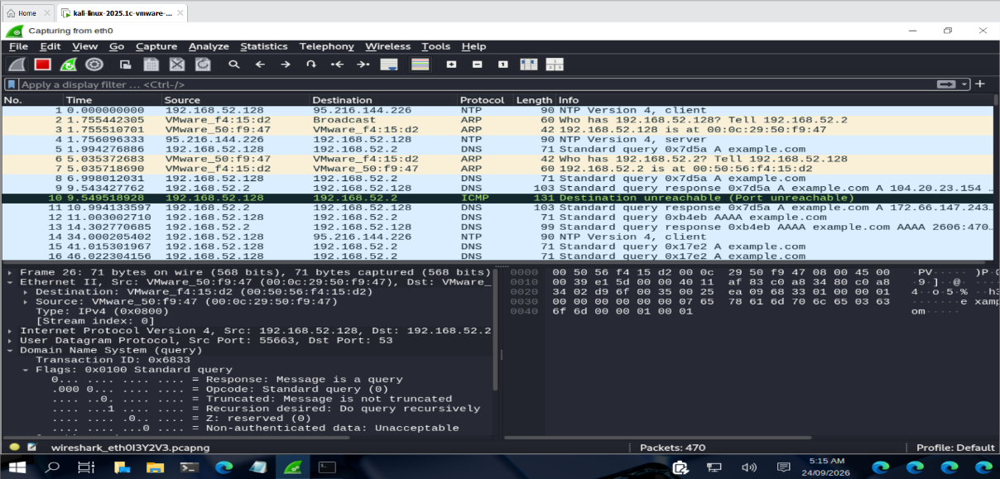 Home kali-linux-2025.1c-vmware-...
Capturing from eth0
File Edit View Go Capture Analyze Statistics Telephony Wireless Tools Help
Apply a display filter ... <Ctrl-/>
No. Time Source Destination Protocol Length Info
1 0.000000000 192.168.52.128 95.216.144.226 NTP 90 NTP Version 4, client
2 1.755442305 VMware_f4:15:d2 Broadcast ARP 60 Who has 192.168.52.128? Tell 192.168.52.2
3 1.755510701 VMware_50:f9:47 VMware_f4:15:d2 ARP 42 192.168.52.128 is at 00:0c:29:50:f9:47
4 1.756096333 95.216.144.226 192.168.52.128 NTP 90 NTP Version 4, server
5 1.994276886 192.168.52.128 192.168.52.2 DNS 71 Standard query 0x7d5a A example.com
6 5.035372683 VMware_50:f9:47 VMware_f4:15:d2 ARP 42 Who has 192.168.52.2? Tell 192.168.52.128
7 5.035718690 VMware_f4:15:d2 VMware_50:f9:47 ARP 60 192.168.52.2 is at 00:50:56:f4:15:d2
8 6.998012031 192.168.52.128 192.168.52.2 DNS 71 Standard query 0x7d5a A example.com
9 9.543427762 192.168.52.2 192.168.52.128 DNS 103 Standard query response 0x7d5a A example.com A 104.20.23.154 ...
10 9.549518928 192.168.52.128 192.168.52.2 ICMP 131 Destination unreachable (Port unreachable)
11 10.994133597 192.168.52.2 192.168.52.128 DNS 103 Standard query response 0x7d5a A example.com A 172.66.147.243...
12 11.003002710 192.168.52.128 192.168.52.2 DNS 71 Standard query 0xb4eb AAAA example.com
13 14.302770685 192.168.52.2 192.168.52.128 DNS 99 Standard query response 0xb4eb AAAA example.com AAAA 2606:470...
14 34.000205402 192.168.52.128 95.216.144.226 NTP 90 NTP Version 4, client
15 41.015301967 192.168.52.128 192.168.52.2 DNS 71 Standard query 0x17e2 A example.com
16 46.022304156 192.168.52.128 192.168.52.2 DNS 71 Standard query 0x17e2 A example.com
Frame 26: 71 bytes on wire (568 bits), 71 bytes captured (568 bits)
Ethernet II, Src: VMware_50:f9:47 (00:0c:29:50:f9:47), Dst: VMware_
Destination: VMware_f4:15:d2 (00:50:56:f4:15:d2)
Source: VMware_50:f9:47 (00:0c:29:50:f9:47)
Type: IPv4 (0x0800)
[Stream index: 0]
Internet Protocol Version 4, Src: 192.168.52.128, Dst: 192.168.52.2
User Datagram Protocol, Src Port: 55663, Dst Port: 53
Domain Name System (query)
Transaction ID: 0x6833
Flags: 0x0100 Standard query
0... .... .... .... = Response: Message is a query
.000 0... .... .... = Opcode: Standard query (0)
.... ..0. .... .... = Truncated: Message is not truncated
.... ...1 .... .... = Recursion desired: Do query recursively
.... .... .0.. .... = Z: reserved (0)
.... .... ...0 .... = Non-authenticated data: Unacceptable
0000 00 50 56 f4 15 d2 00 0c 29 50 f9 47 08 00 45 00 ·PV····· )P·
0010 00 39 e1 5d 00 00 40 11 af 83 c0 a8 34 80 c0 a8 ·9·]··@·
0020 34 02 d9 6f 00 35 00 25 ea 09 68 33 01 00 00 01 4··o·5·% ··h3
0030 00 00 00 00 00 00 07 65 78 61 6d 70 6c 65 03 63 ·······e xamp
0040 6f 6d 00 00 01 00 01 om·····
wireshark_eth0I3Y2V3.pcapng Packets: 470 Profile: Default
5:15 AM
24/09/2026